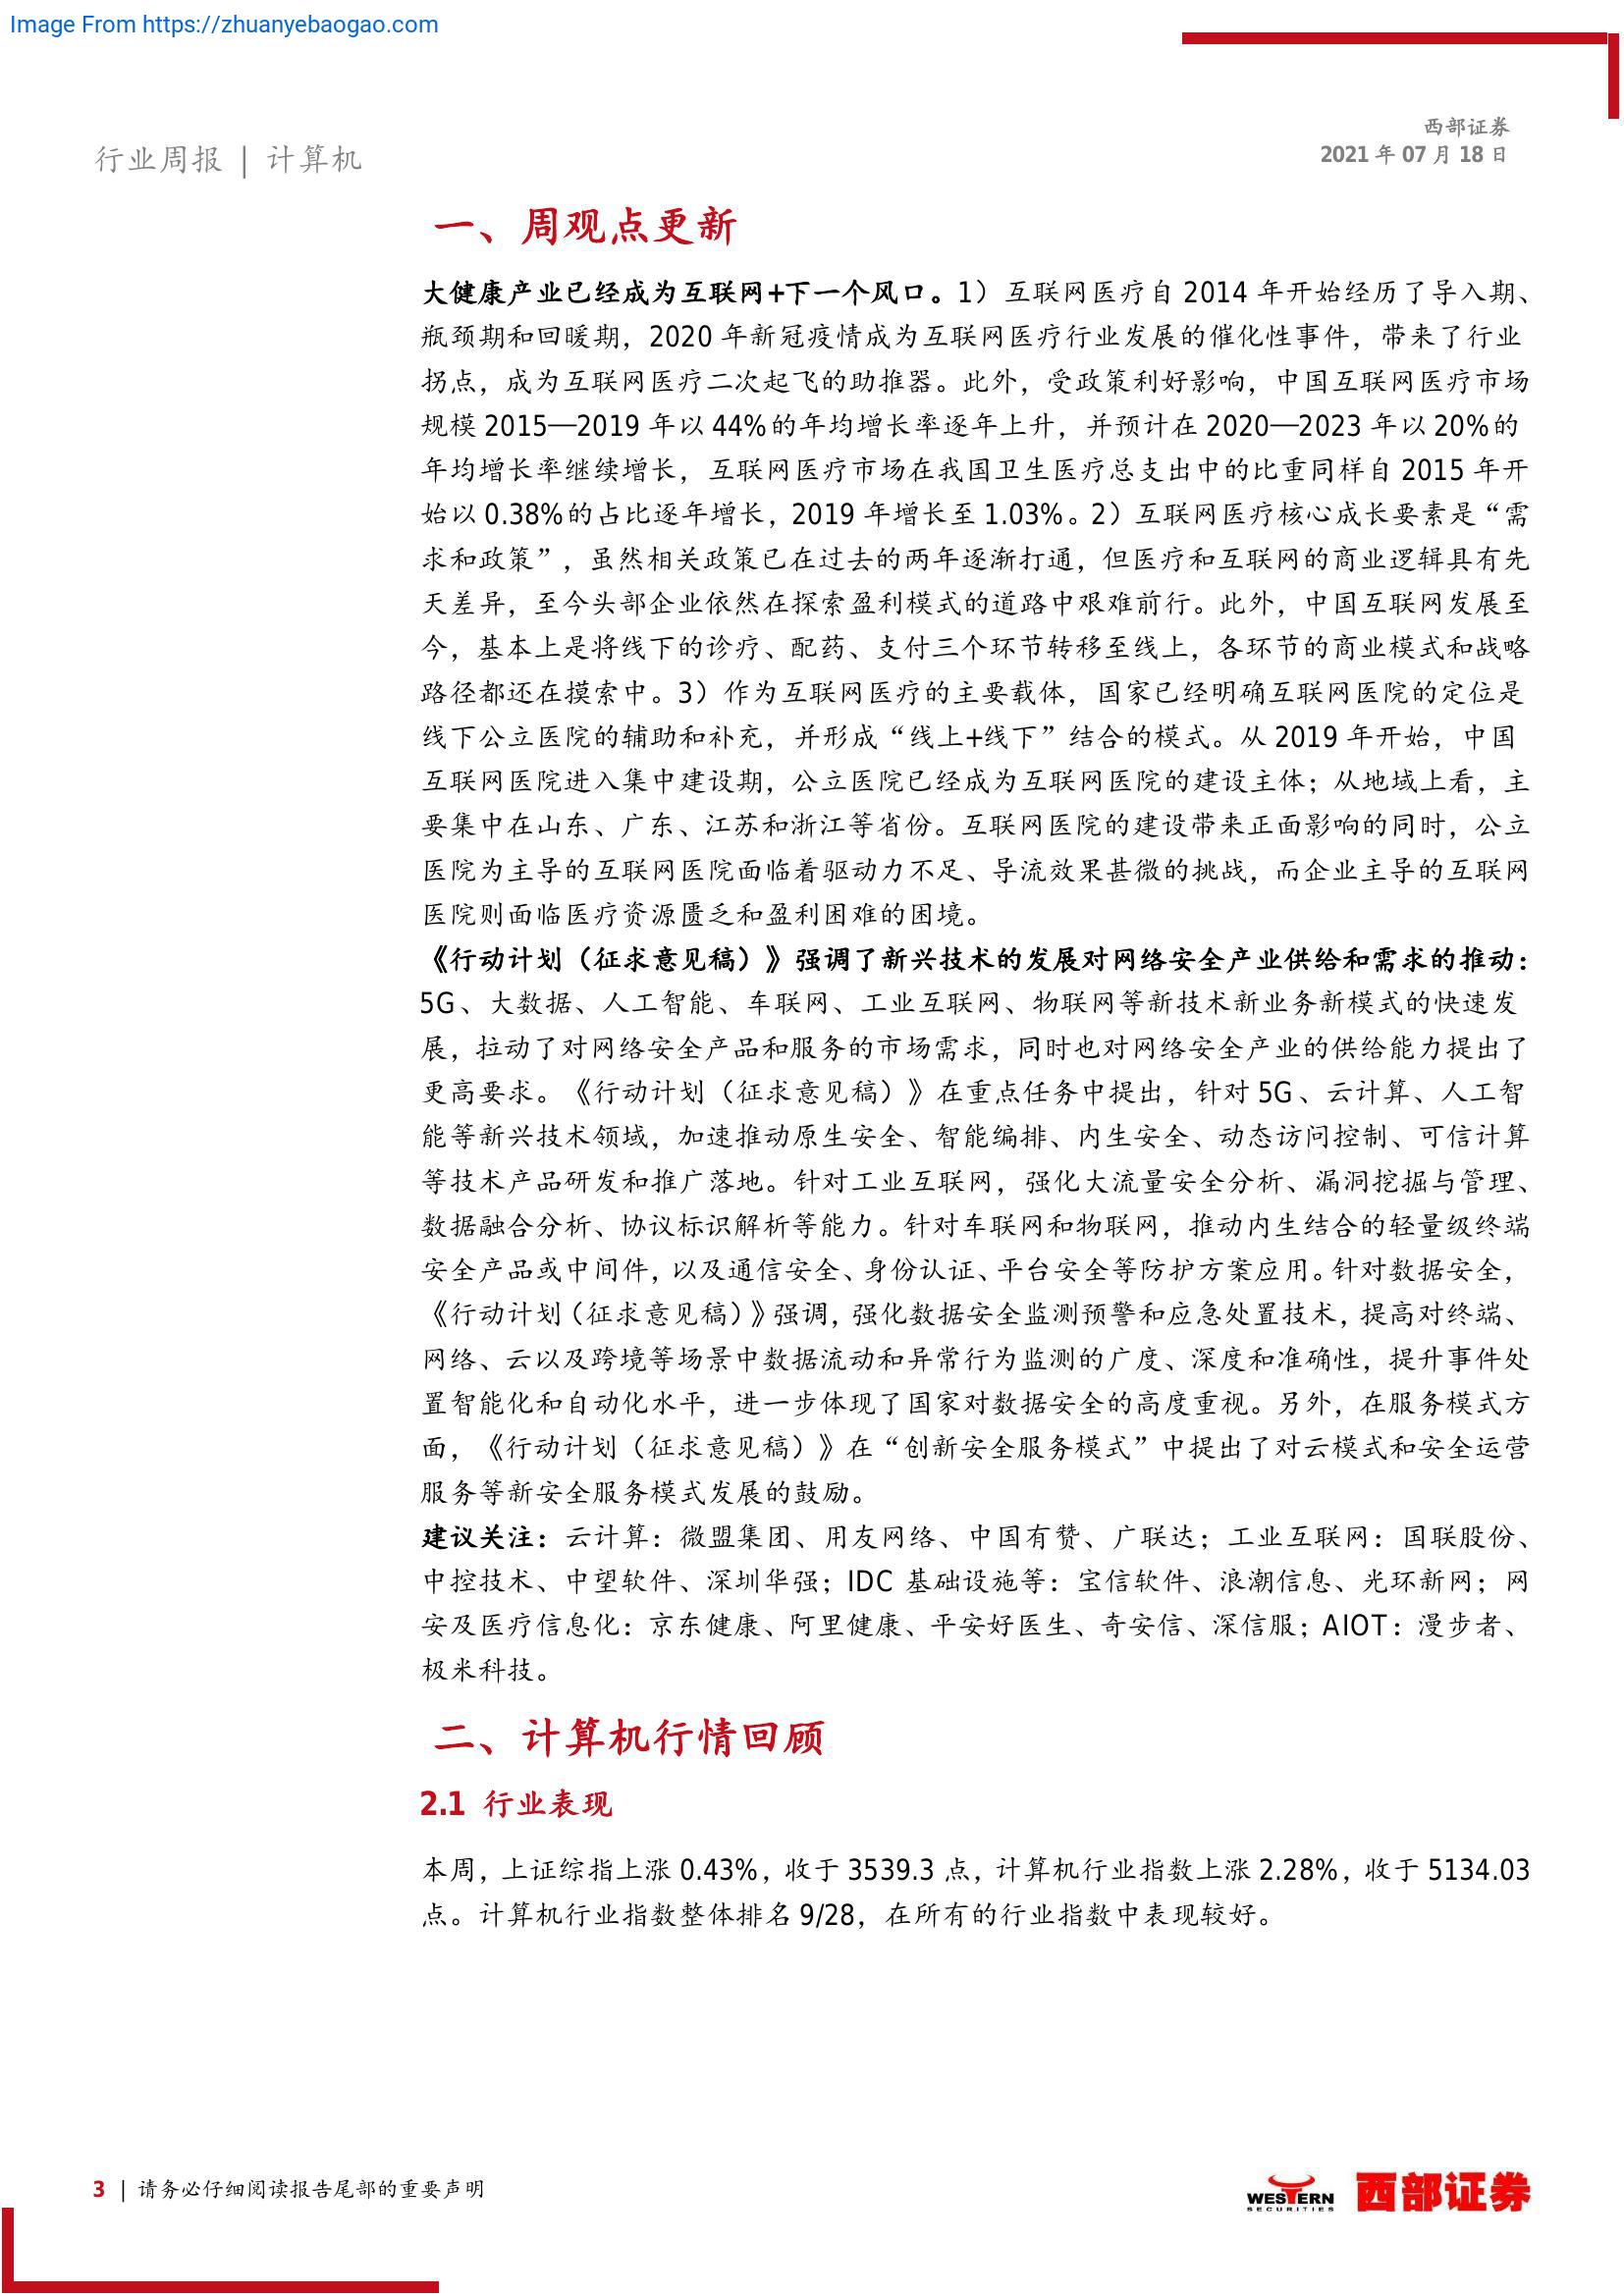 Image From https://zhuanyebaogao.com
西部证券
2021 年 07 月 18 日
行业周报 | 计算机
一、周观点更新
大健康产业已经成为互联网+下一个风口。1）互联网医疗自 2014 年开始经历了导入期、
瓶颈期和回暖期，2020 年新冠疫情成为互联网医疗行业发展的催化性事件，带来了行业
拐点，成为互联网医疗二次起飞的助推器。此外，受政策利好影响，中国互联网医疗市场
规模 2015—2019 年以 44%的年均增长率逐年上升，并预计在 2020—2023 年以 20%的
年均增长率继续增长，互联网医疗市场在我国卫生医疗总支出中的比重同样自 2015 年开
始以 0.38%的占比逐年增长，2019 年增长至 1.03%。2）互联网医疗核心成长要素是“需
求和政策”，虽然相关政策已在过去的两年逐渐打通，但医疗和互联网的商业逻辑具有先
天差异，至今头部企业依然在探索盈利模式的道路中艰难前行。此外，中国互联网发展至
今，基本上是将线下的诊疗、配药、支付三个环节转移至线上，各环节的商业模式和战略
路径都还在摸索中。3）作为互联网医疗的主要载体，国家已经明确互联网医院的定位是
线下公立医院的辅助和补充，并形成“线上+线下”结合的模式。从 2019 年开始，中国
互联网医院进入集中建设期，公立医院已经成为互联网医院的建设主体；从地域上看，主
要集中在山东、广东、江苏和浙江等省份。互联网医院的建设带来正面影响的同时，公立
医院为主导的互联网医院面临着驱动力不足、导流效果甚微的挑战，而企业主导的互联网
医院则面临医疗资源匮乏和盈利困难的困境。
《行动计划（征求意见稿）》强调了新兴技术的发展对网络安全产业供给和需求的推动：
5G、大数据、人工智能、车联网、工业互联网、物联网等新技术新业务新模式的快速发
展，拉动了对网络安全产品和服务的市场需求，同时也对网络安全产业的供给能力提出了
更高要求。《行动计划（征求意见稿）》在重点任务中提出，针对 5G、云计算、人工智
能等新兴技术领域，加速推动原生安全、智能编排、内生安全、动态访问控制、可信计算
等技术产品研发和推广落地。针对工业互联网，强化大流量安全分析、漏洞挖掘与管理、
数据融合分析、协议标识解析等能力。针对车联网和物联网，推动内生结合的轻量级终端
安全产品或中间件，以及通信安全、身份认证、平台安全等防护方案应用。针对数据安全，
《行动计划（征求意见稿）》强调，强化数据安全监测预警和应急处置技术，提高对终端、
网络、云以及跨境等场景中数据流动和异常行为监测的广度、深度和准确性，提升事件处
置智能化和自动化水平，进一步体现了国家对数据安全的高度重视。另外，在服务模式方
面，《行动计划（征求意见稿）》在“创新安全服务模式”中提出了对云模式和安全运营
服务等新安全服务模式发展的鼓励。
建议关注：云计算：微盟集团、用友网络、中国有赞、广联达；工业互联网：国联股份、
中控技术、中望软件、深圳华强；IDC 基础设施等：宝信软件、浪潮信息、光环新网；网
安及医疗信息化：京东健康、阿里健康、平安好医生、奇安信、深信服；AIOT：漫步者、
极米科技。
二、计算机行情回顾
2.1 行业表现
本周，上证综指上涨 0.43%，收于 3539.3 点，计算机行业指数上涨 2.28%，收于 5134.03
点。计算机行业指数整体排名 9/28，在所有的行业指数中表现较好。
3 | 请务必仔细阅读报告尾部的重要声明
WESTERN
SECURITIES
西部证券